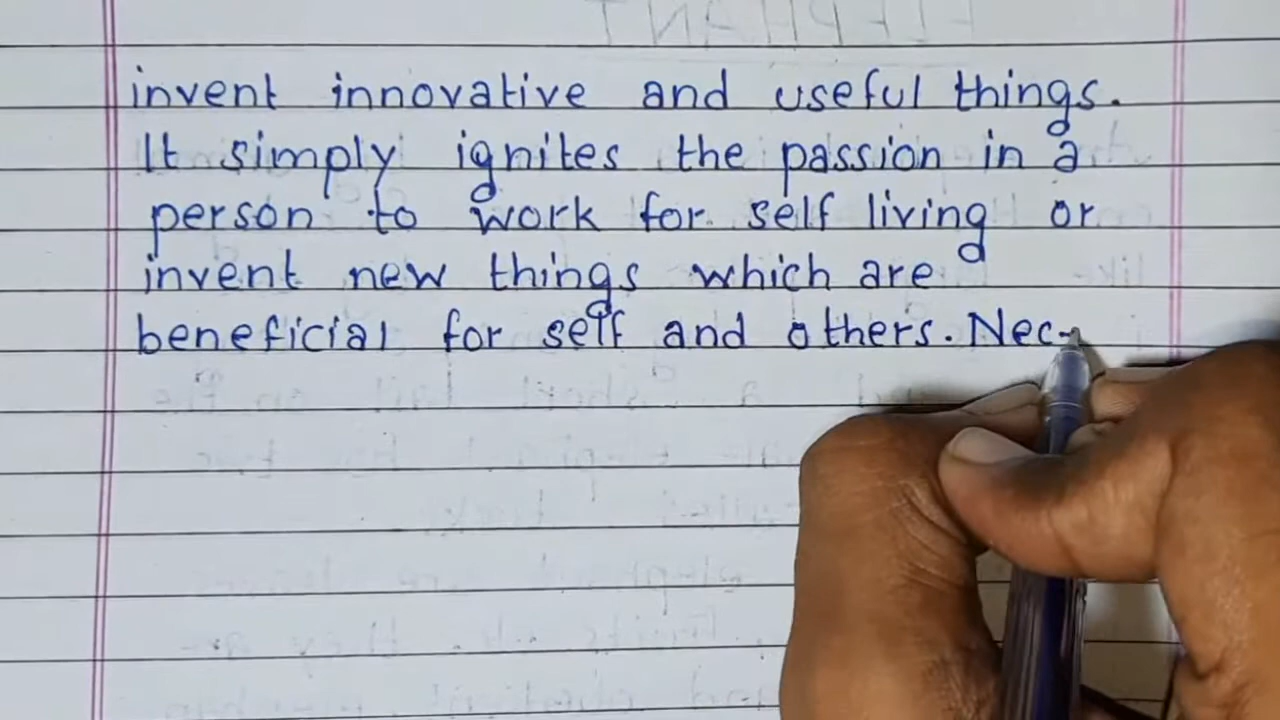 invent innovative and useful things.
It simply ignites the passion in a
person to work for self living or
invent new things which are
beneficial for self and others. Nec-